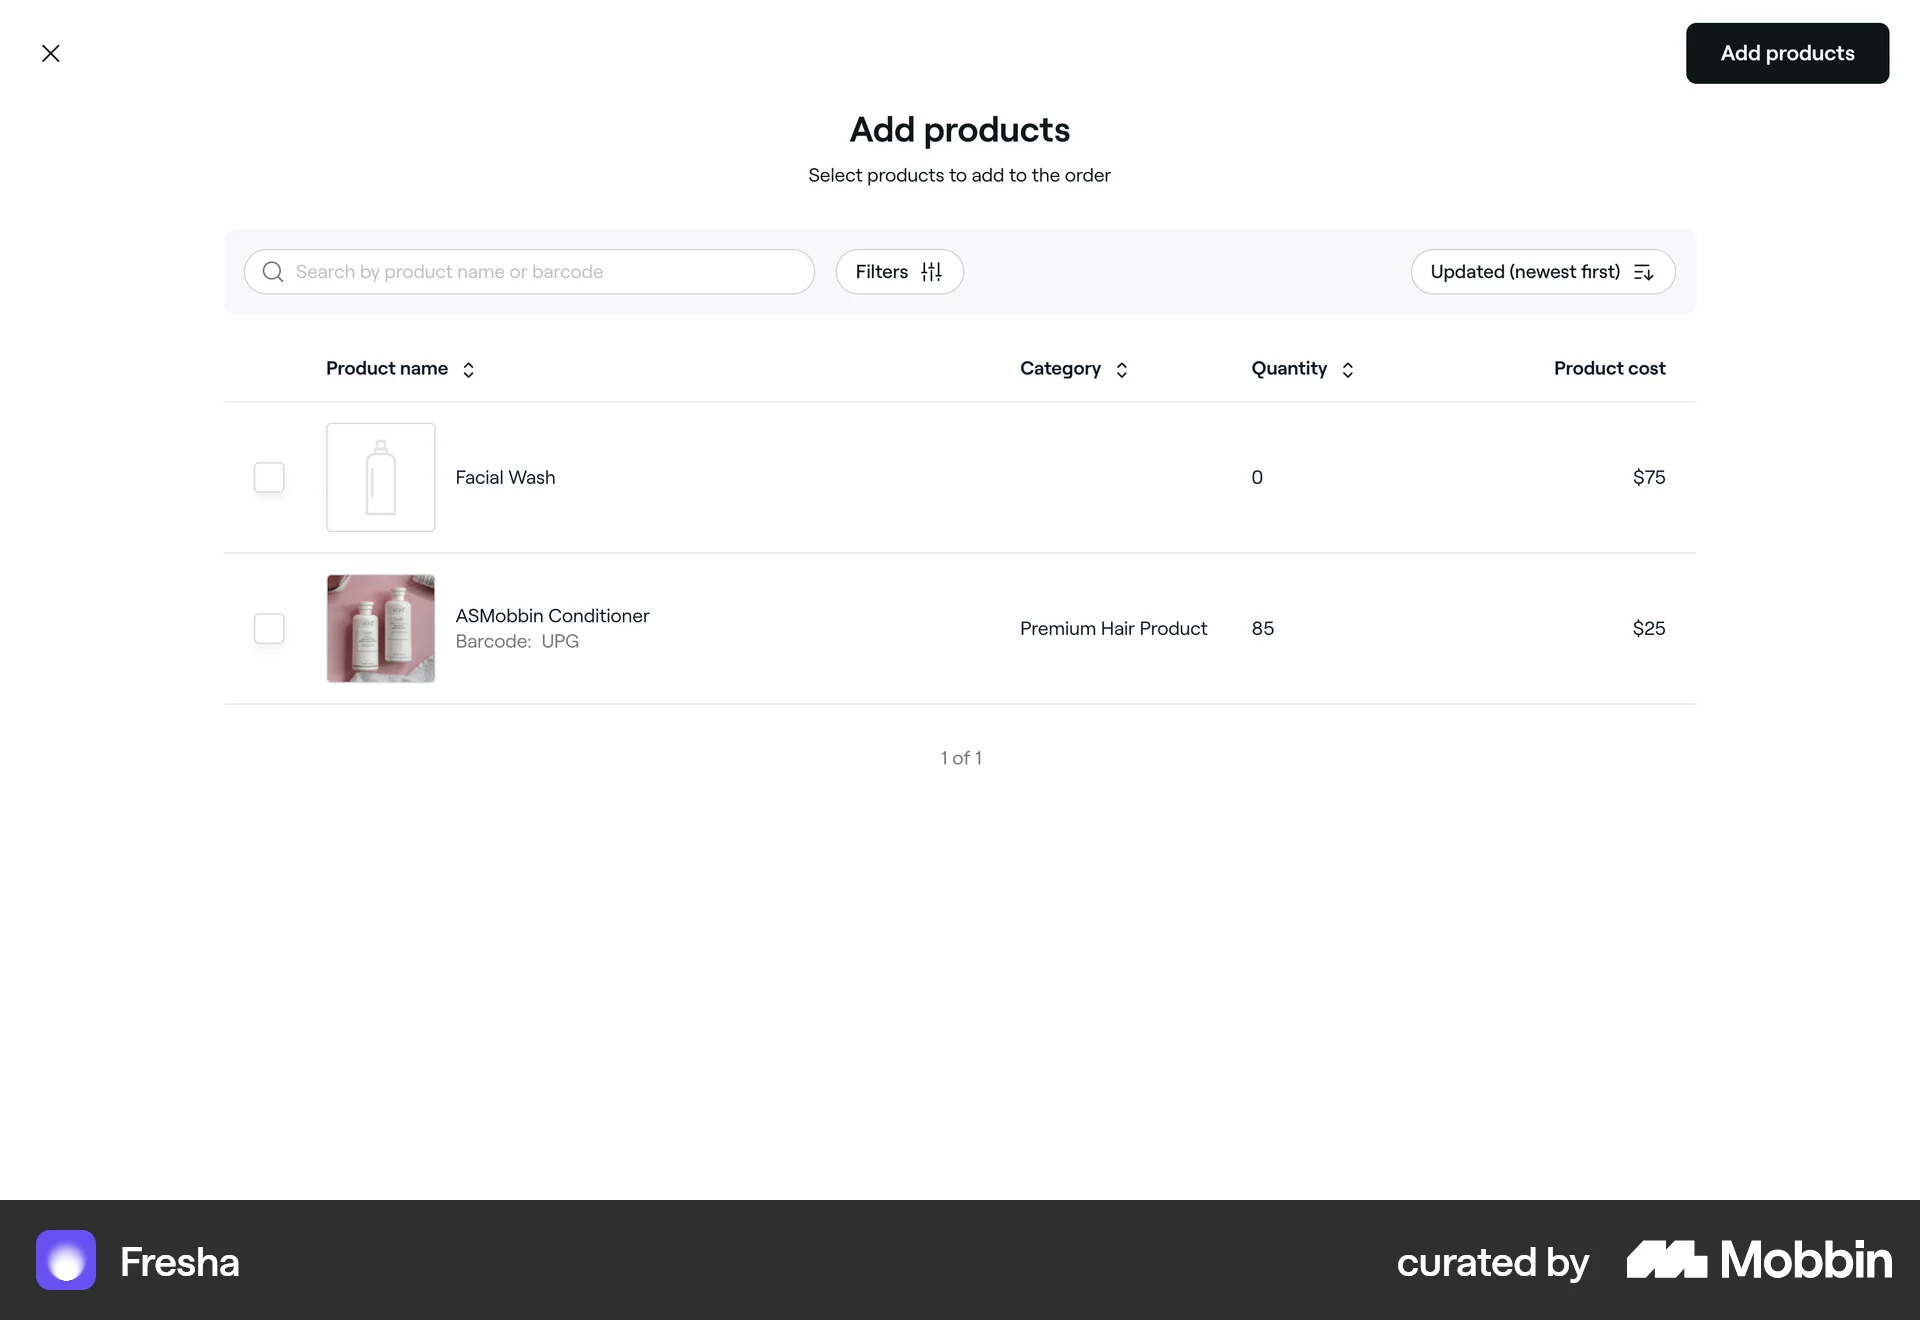 Add products
Add products
Select products to add to the order
Search by product name or barcode
Filters
Updated (newest first)
Product name
Category
Quantity
Product cost
Facial Wash
0
$75
ASMobbin Conditioner
Barcode: UPG
Premium Hair Product
85
$25
1 of 1
Fresha
curated by
Mobbin